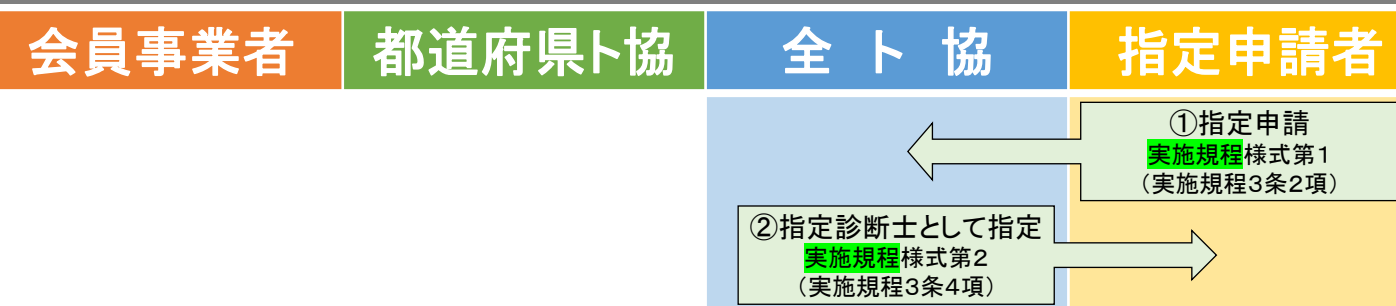 会員事業者
都道府県ト協
全ト協
指定申請者
①指定申請
実施規程様式第1
（実施規程3条2項）
②指定診断士として指定
実施規程様式第2
（実施規程3条4項）